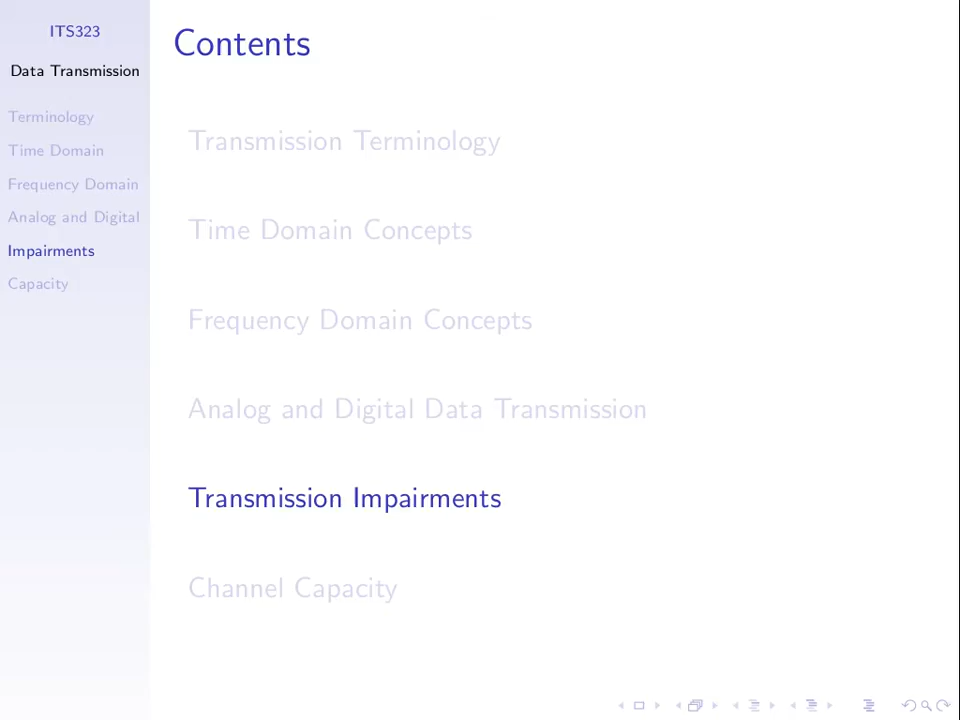 ITS323
Data Transmission
Terminology
Time Domain
Frequency Domain
Analog and Digital
Impairments
Capacity
Contents
Transmission Terminology
Time Domain Concepts
Frequency Domain Concepts
Analog and Digital Data Transmission
Transmission Impairments
Channel Capacity